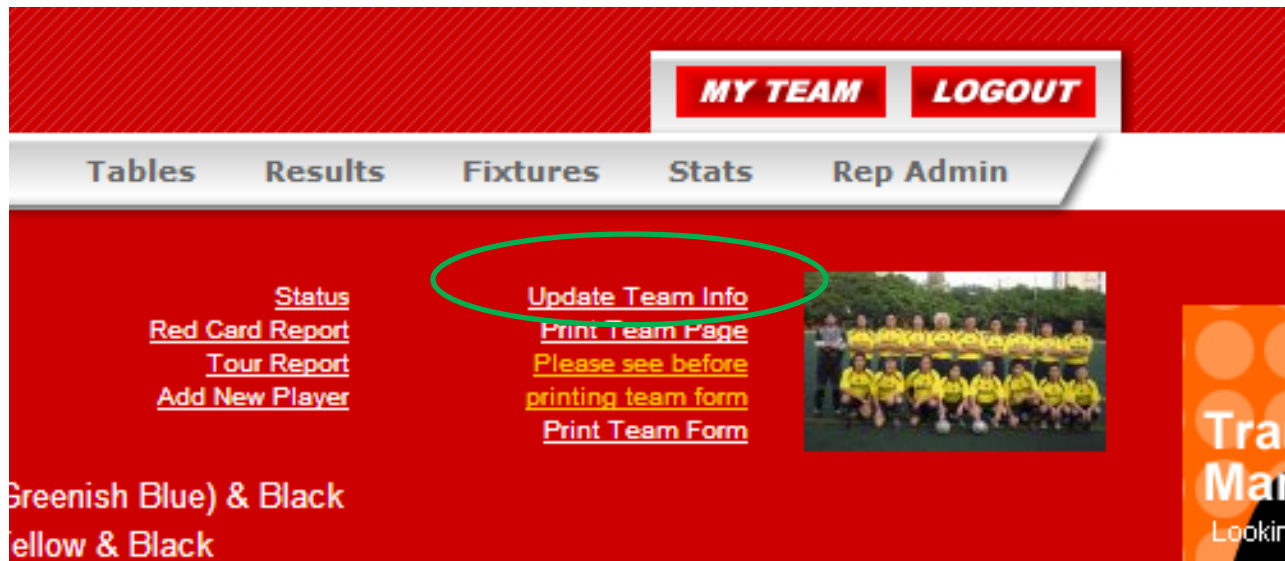 MY TEAM LOGOUT
Tables Results Fixtures Stats Rep Admin
Status
Red Card Report
Tour Report
Add New Player
Update Team Info
Print Team Page
Please see before
printing team form
Print Team Form
Greenish Blue) & Black
ellow & Black
Tra
Mar
Lookin